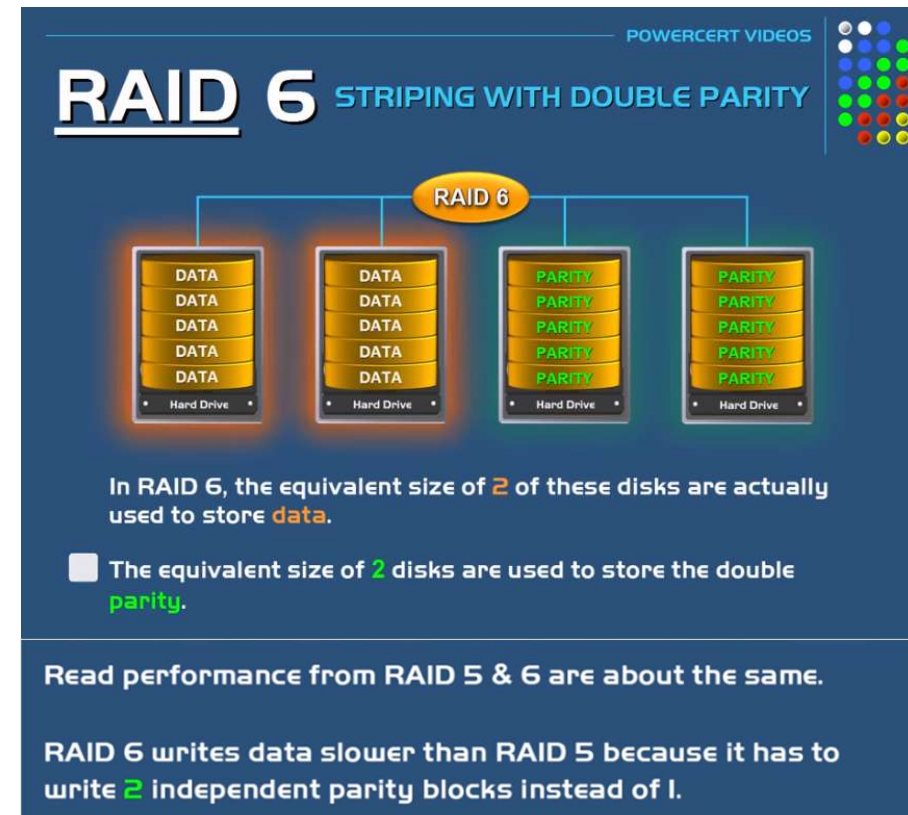 POWERCERT VIDEOS
RAID 6 STRIPING WITH DOUBLE PARITY
RAID 6
DATA DATA PARITY PARITY
DATA DATA PARITY PARITY
DATA DATA PARITY PARITY
DATA DATA PARITY PARITY
DATA DATA PARITY PARITY
Hard Drive Hard Drive Hard Drive Hard Drive
In RAID 6, the equivalent size of 2 of these disks are actually
used to store data.
The equivalent size of 2 disks are used to store the double
parity.
Read performance from RAID 5 & 6 are about the same.
RAID 6 writes data slower than RAID 5 because it has to
write 2 independent parity blocks instead of 1.